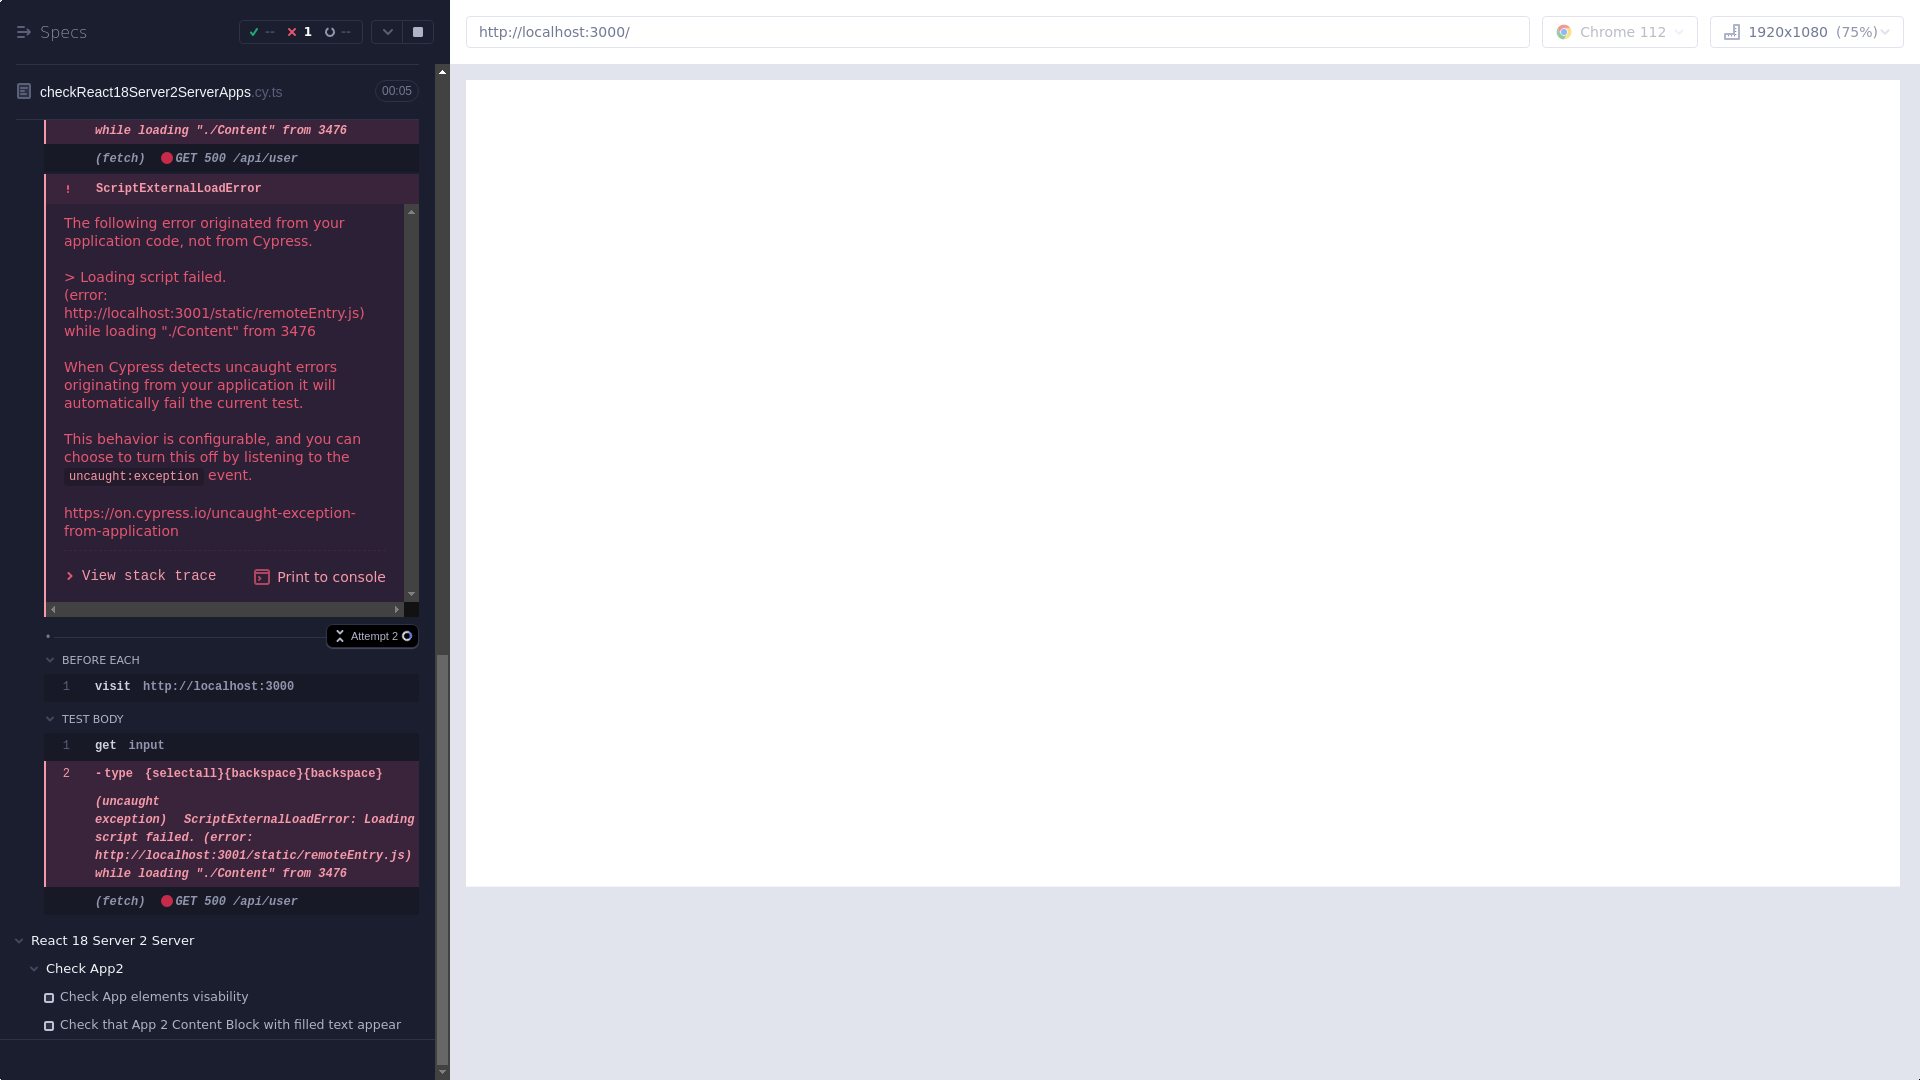 Specs
-- 1 --
http://localhost:3000/
Chrome 112
1920x1080 (75%)
checkReact18Server2ServerApps.cy.ts
00:05
while loading "./Content" from 3476
(fetch) GET 500 /api/user
! ScriptExternalLoadError
The following error originated from your
application code, not from Cypress.
> Loading script failed.
(error:
http://localhost:3001/static/remoteEntry.js)
while loading "./Content" from 3476
When Cypress detects uncaught errors
originating from your application it will
automatically fail the current test.
This behavior is configurable, and you can
choose to turn this off by listening to the
uncaught:exception event.
https://on.cypress.io/uncaught-exception-
from-application
View stack trace
Print to console
Attempt 2
BEFORE EACH
1 visit http://localhost:3000
TEST BODY
1 get input
2 -type {selectall}{backspace}{backspace}
(uncaught
exception) ScriptExternalLoadError: Loading
script failed. (error:
http://localhost:3001/static/remoteEntry.js)
while loading "./Content" from 3476
(fetch) GET 500 /api/user
React 18 Server 2 Server
Check App2
Check App elements visability
Check that App 2 Content Block with filled text appear